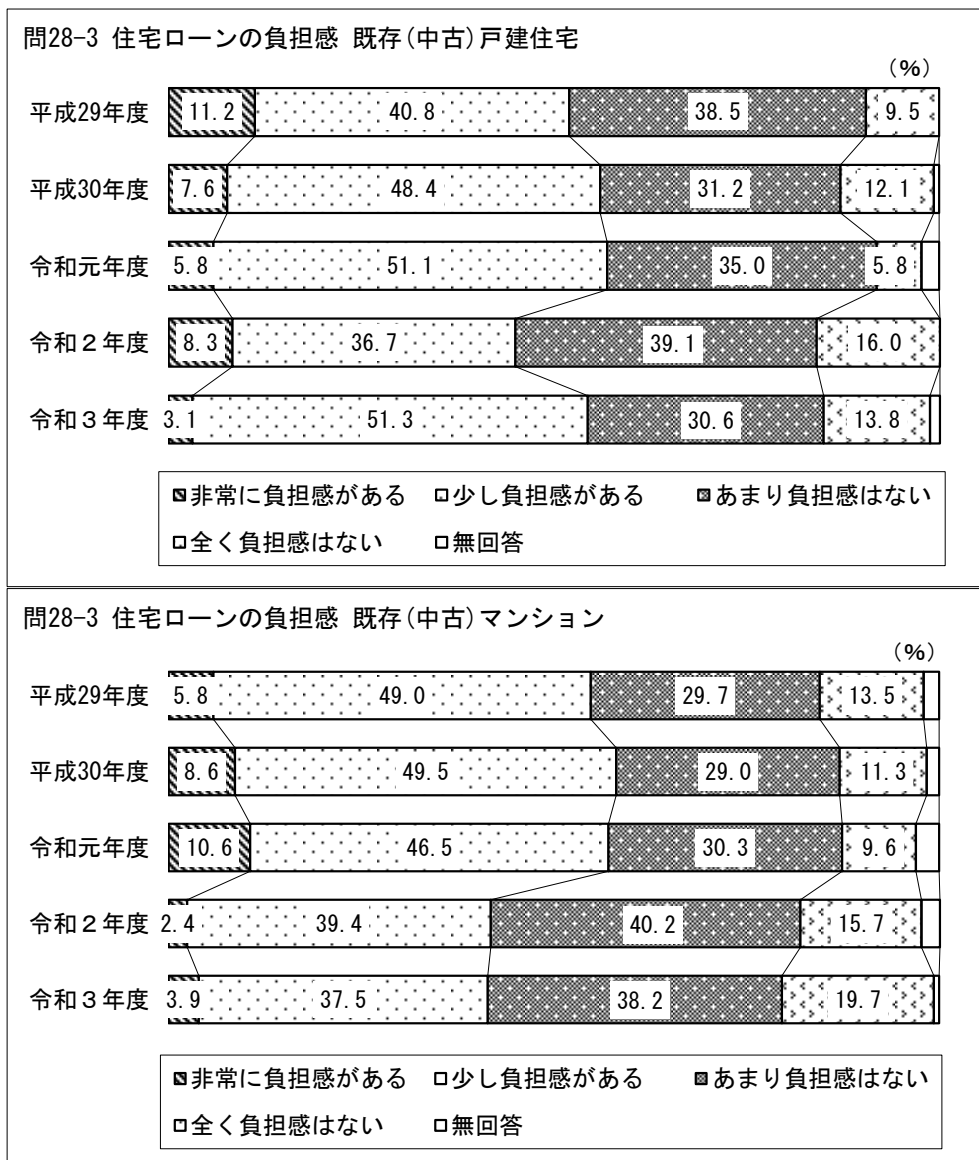 問28-3 住宅ローンの負担感 既存(中古)戸建住宅
(%)
平成29年度 11.2 40.8 38.5 9.5
平成30年度 7.6 48.4 31.2 12.1
令和元年度 5.8 51.1 35.0 5.8
令和２年度 8.3 36.7 39.1 16.0
令和３年度 3.1 51.3 30.6 13.8
非常に負担感がある 少し負担感がある あまり負担感はない
全く負担感はない 無回答
問28-3 住宅ローンの負担感 既存(中古)マンション
(%)
平成29年度 5.8 49.0 29.7 13.5
平成30年度 8.6 49.5 29.0 11.3
令和元年度 10.6 46.5 30.3 9.6
令和２年度 2.4 39.4 40.2 15.7
令和３年度 3.9 37.5 38.2 19.7
非常に負担感がある 少し負担感がある あまり負担感はない
全く負担感はない 無回答